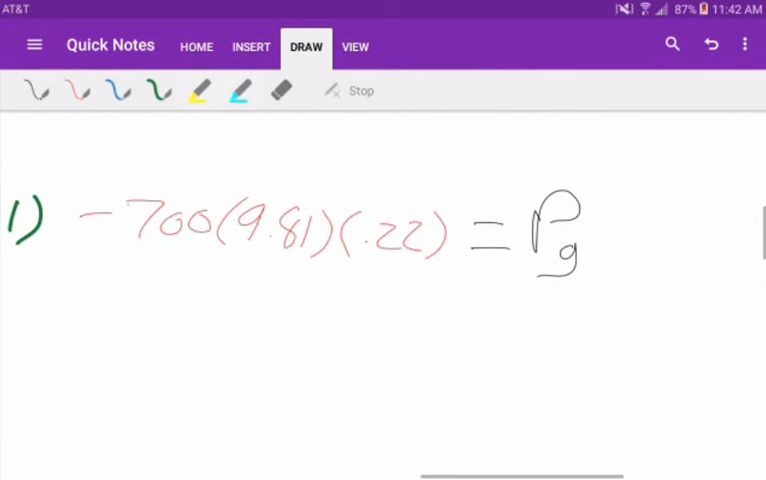 AT&T 87% 11:42 AM
Quick Notes HOME INSERT DRAW VIEW
Stop
1) -700(9.81)(.22) = Pg